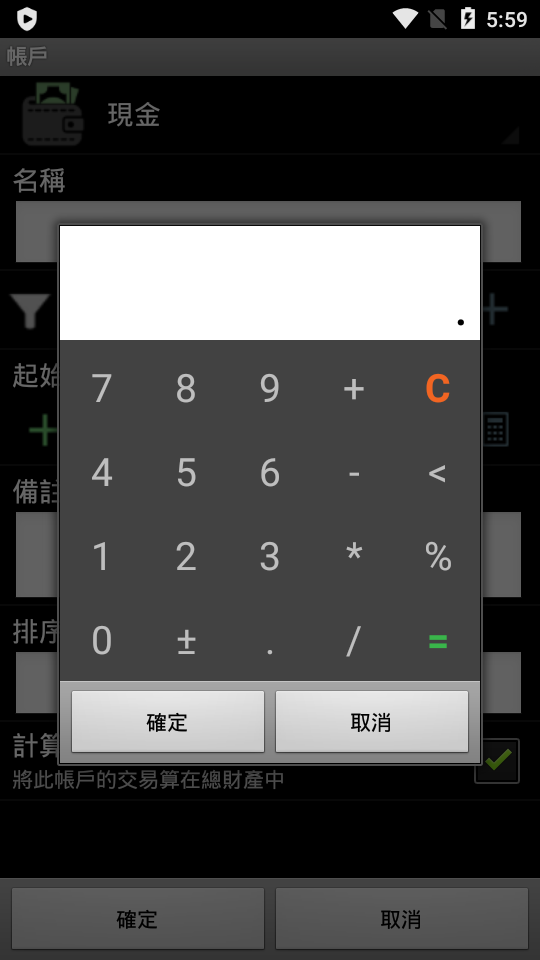 5:59
帳戶
現金
名稱
.
起始
7 8 9 + C
4 5 6 - <
備註
1 2 3 * %
排序
0 ± . / =
確定 取消
計算
將此帳戶的交易算在總財產中
確定 取消